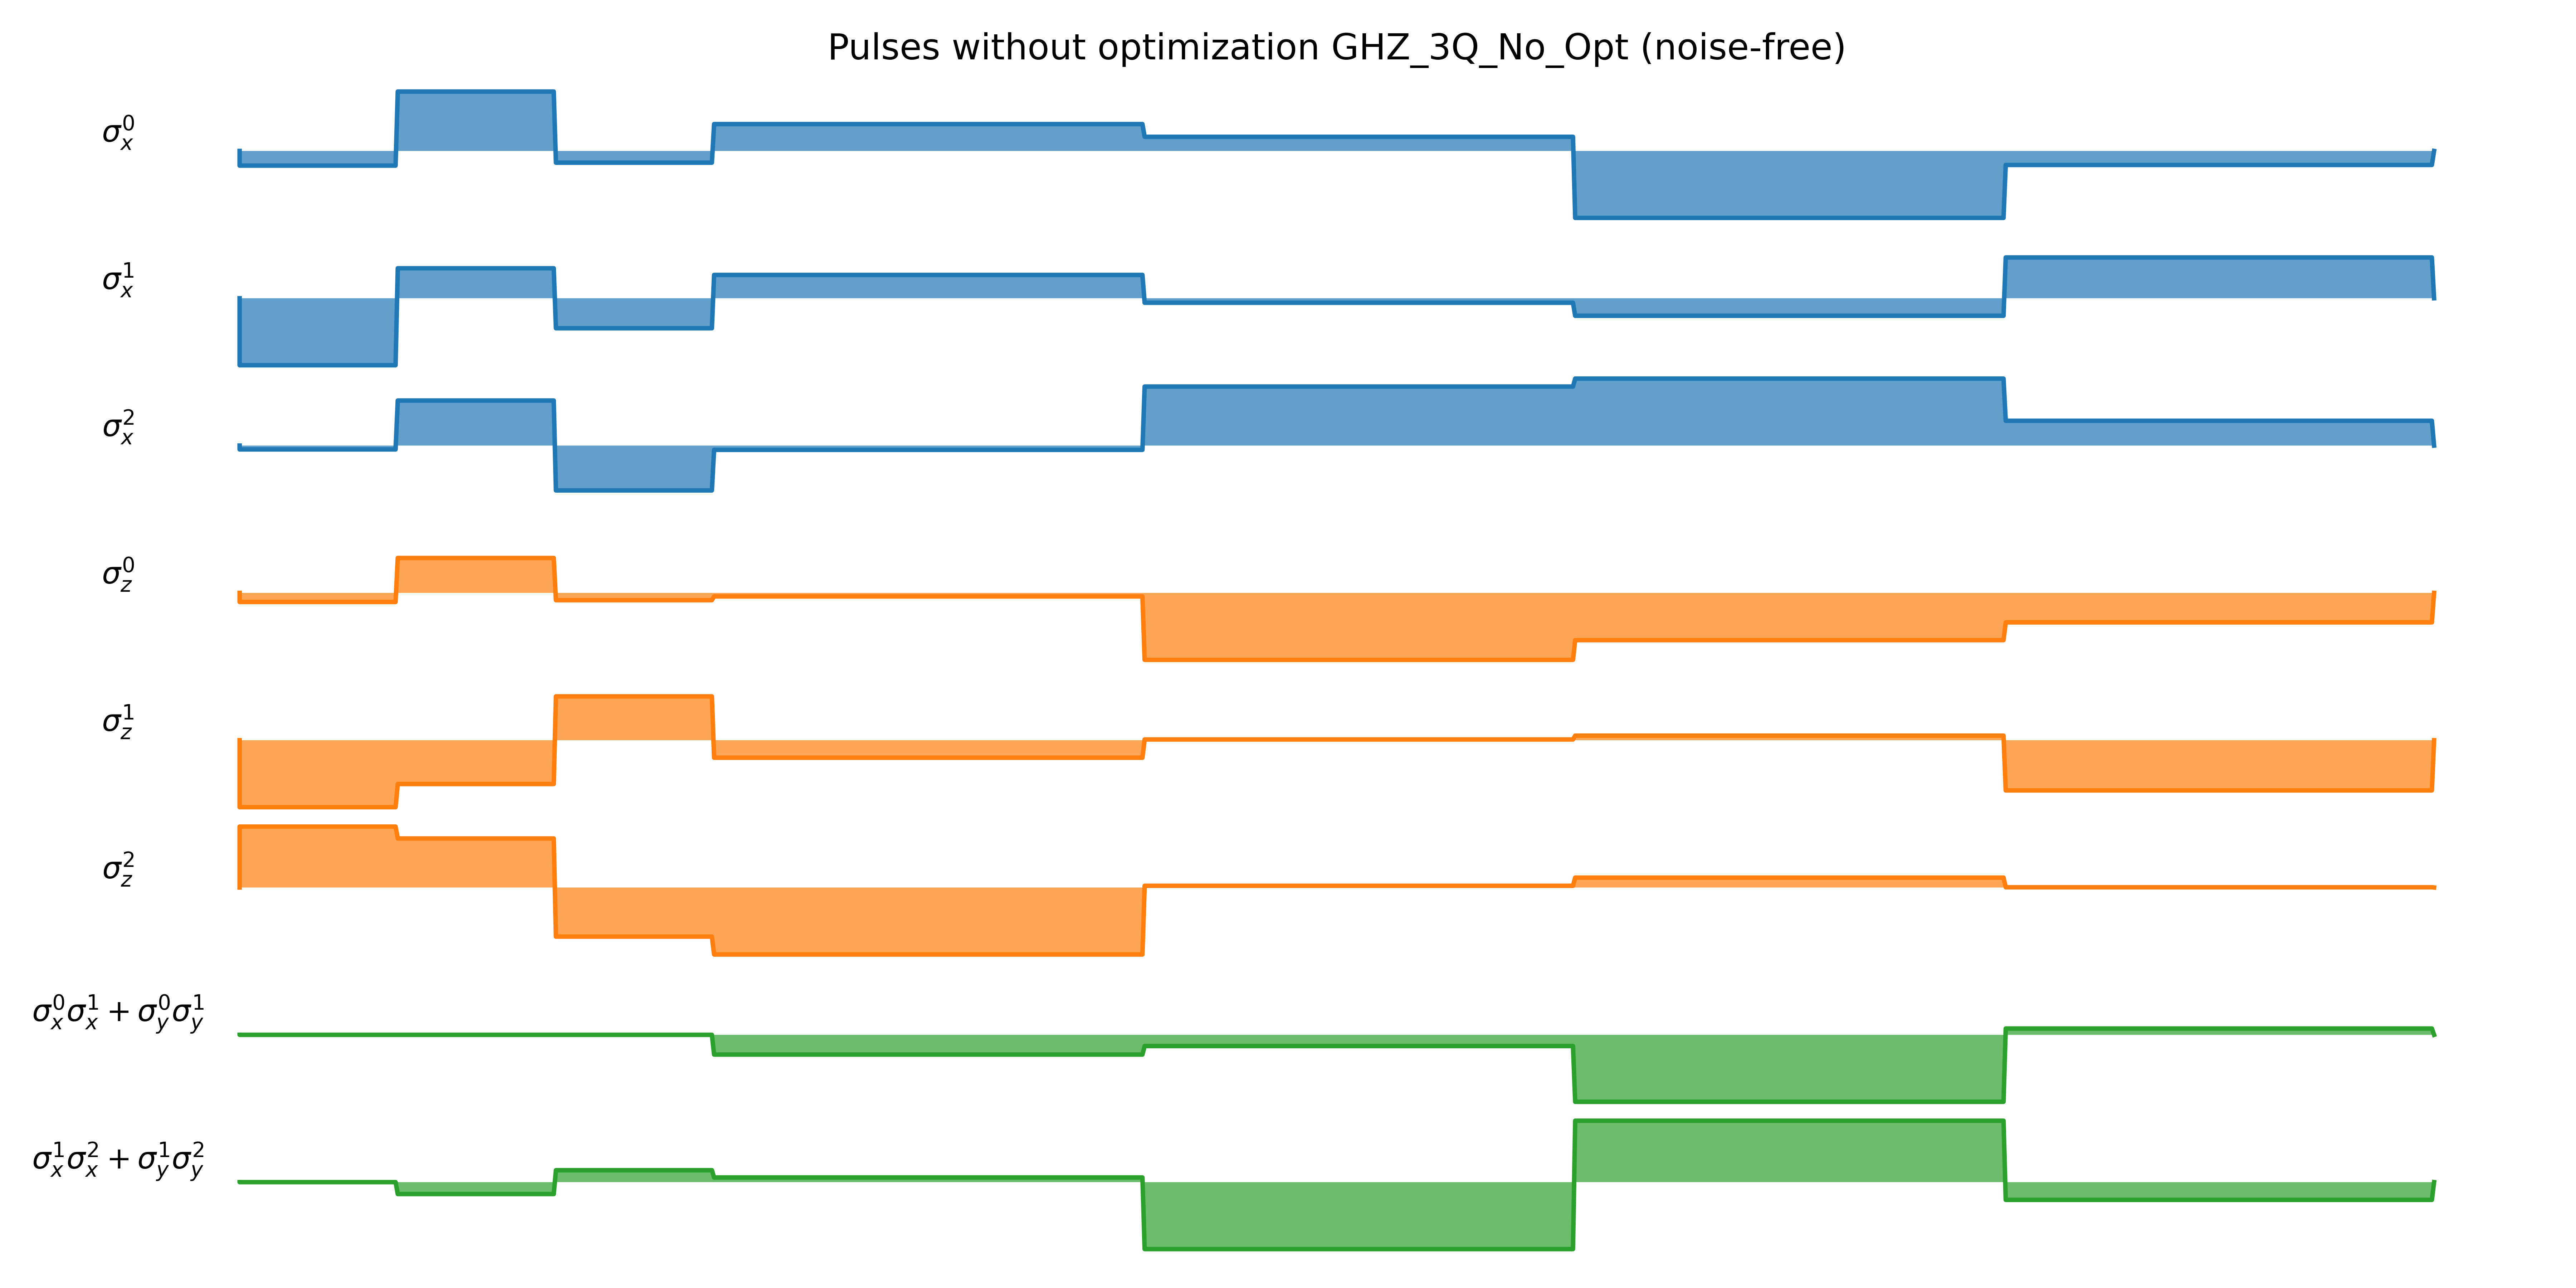 Pulses without optimization GHZ_3Q_No_Opt (noise-free)
σ_x^0
σ_x^1
σ_x^2
σ_z^0
σ_z^1
σ_z^2
σ_x^0σ_x^1 + σ_y^0σ_y^1
σ_x^1σ_x^2 + σ_y^1σ_y^2